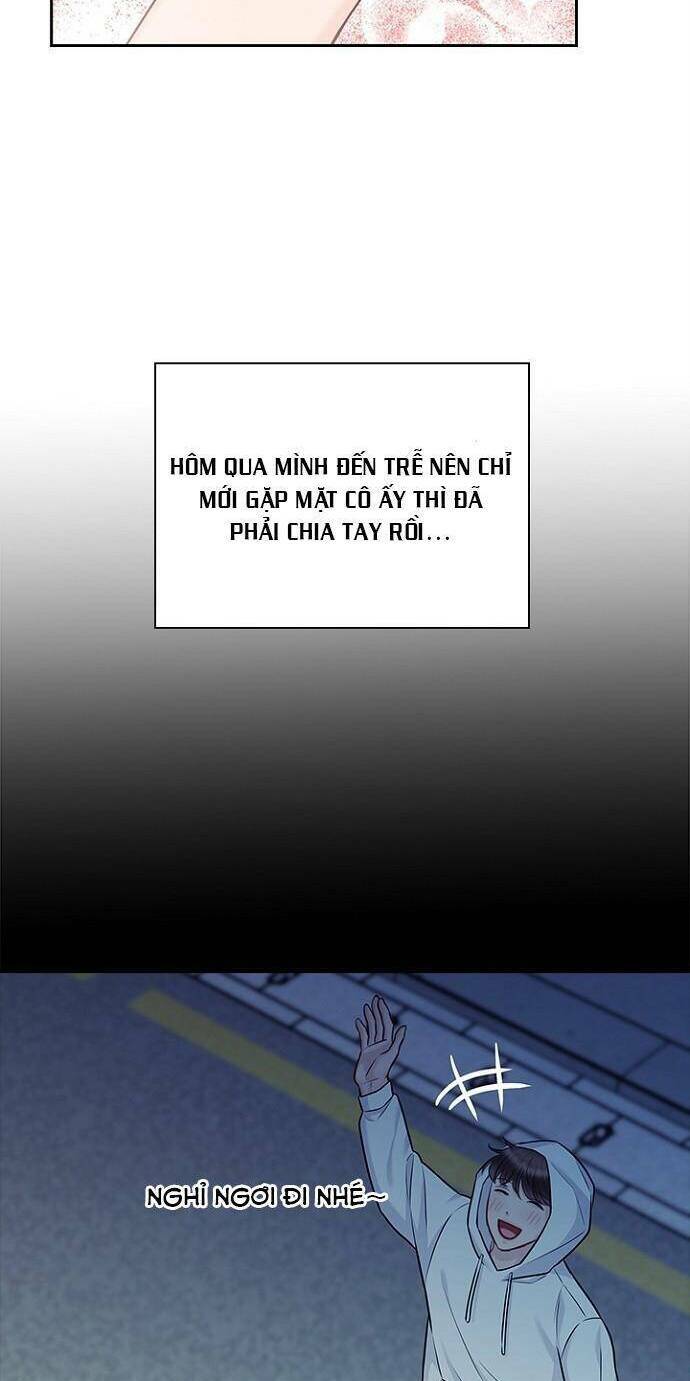 HÔM QUA MÌNH ĐẾN TRỄ NÊN CHỈ
MỚI GẶP MẶT CÔ ẤY THÌ ĐÃ
PHẢI CHIA TAY RỒI...
NGHỈ NGƠI ĐI NHÉ~